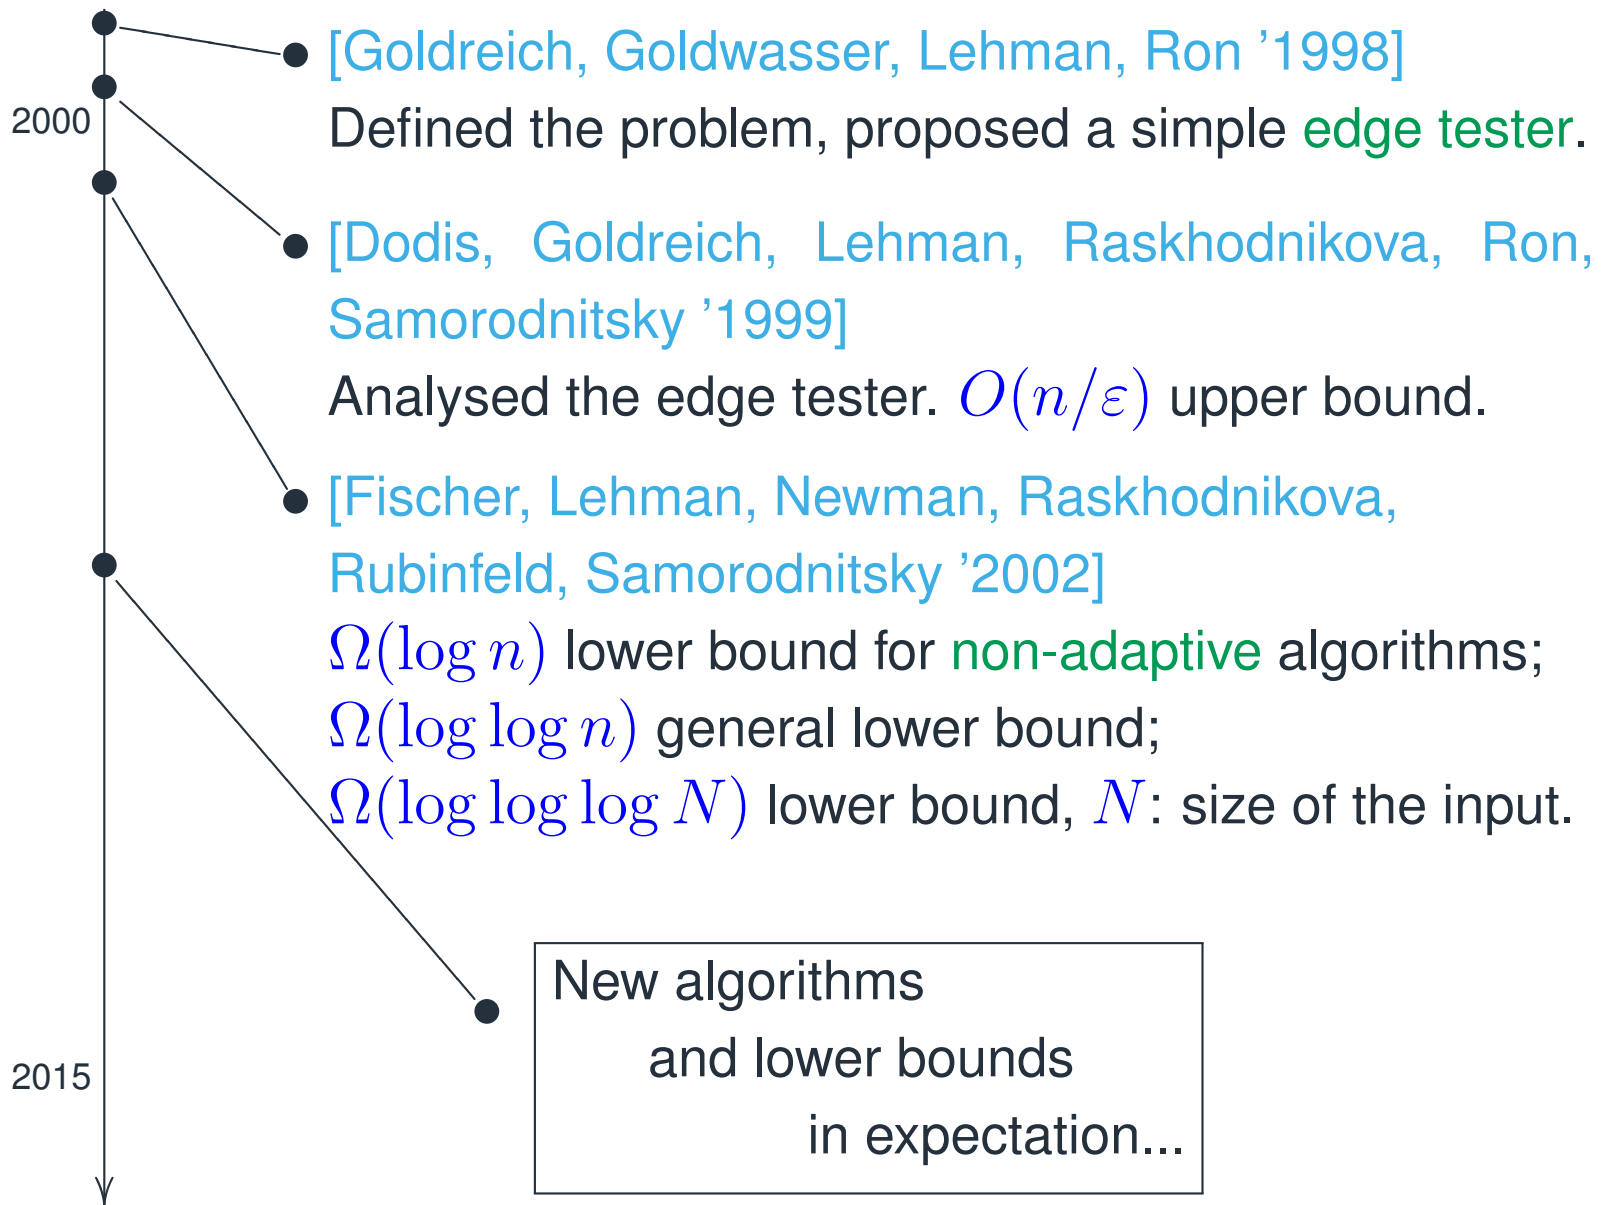 [Goldreich, Goldwasser, Lehman, Ron ’1998]
2000
Defined the problem, proposed a simple edge tester.
[Dodis, Goldreich, Lehman, Raskhodnikova, Ron,
Samorodnitsky ’1999]
Analysed the edge tester. O(n/ε) upper bound.
[Fischer, Lehman, Newman, Raskhodnikova,
Rubinfeld, Samorodnitsky ’2002]
Ω(log n) lower bound for non-adaptive algorithms;
Ω(log log n) general lower bound;
Ω(log log log N) lower bound, N: size of the input.
New algorithms
and lower bounds
2015
in expectation...